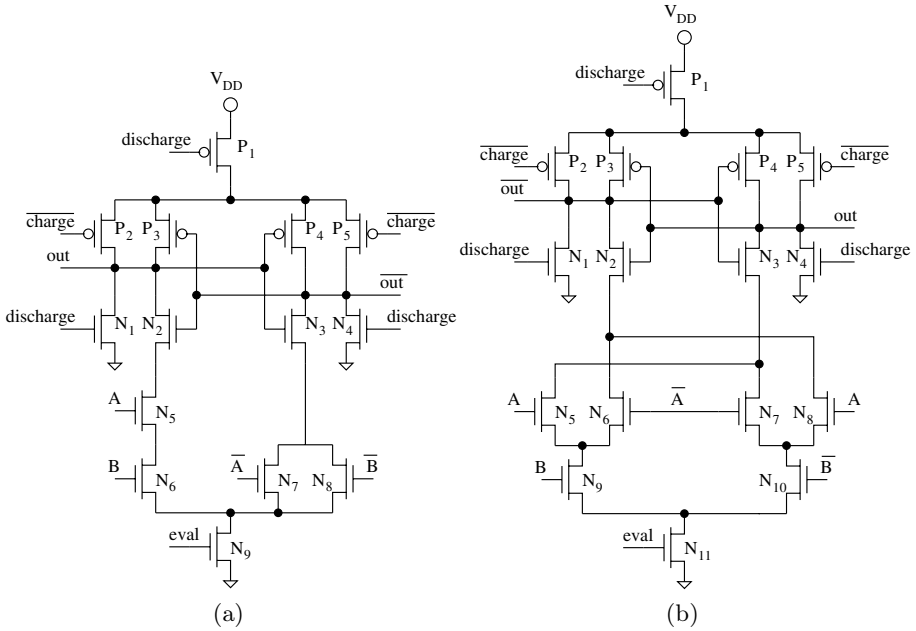 V_DD
discharge
P_1
charge
P_2
P_3
P_4
P_5
charge
out
out
discharge
N_1
N_2
N_3
N_4
discharge
A
N_5
B
N_6
A
N_7
N_8
B
eval
N_9
(a)
V_DD
discharge
P_1
charge
P_2
P_3
P_4
P_5
charge
out
out
discharge
N_1
N_2
N_3
N_4
discharge
A
N_5
N_6
A
N_7
N_8
A
B
N_9
N_10
B
eval
N_11
(b)